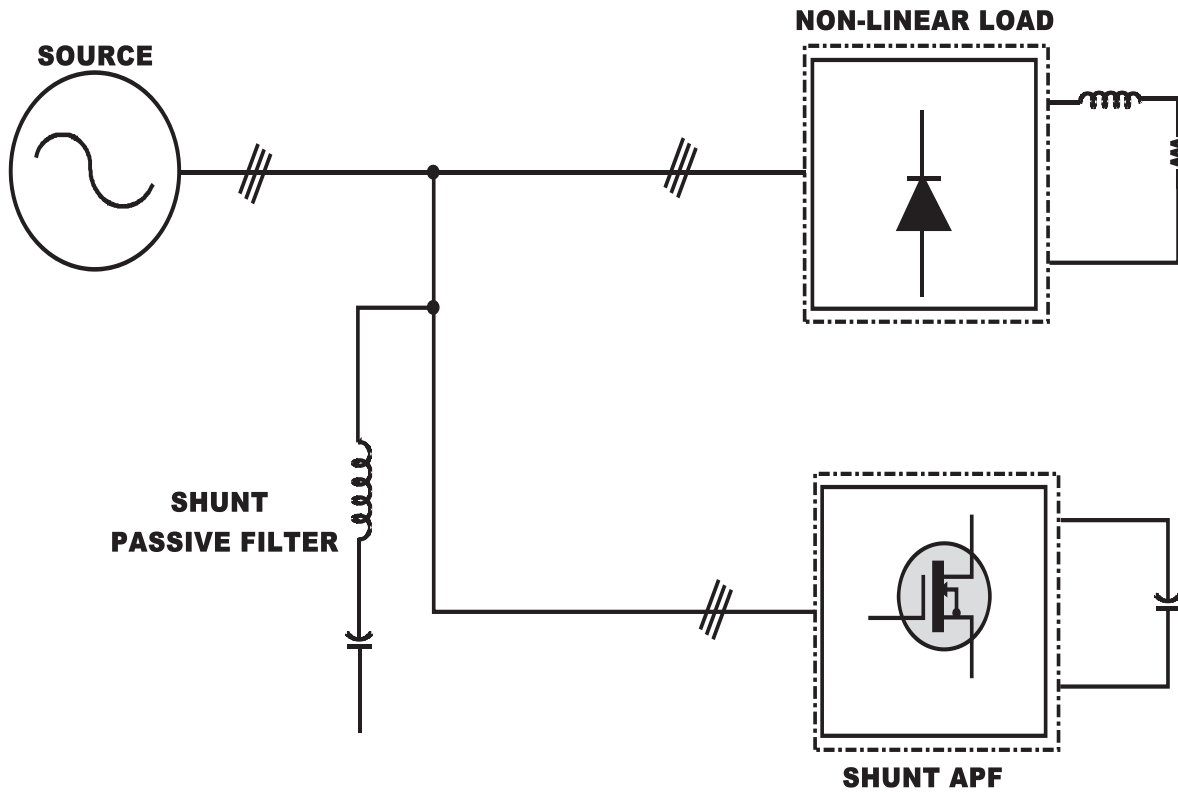 NON-LINEAR LOAD
SOURCE
SHUNT
PASSIVE FILTER
SHUNT APF